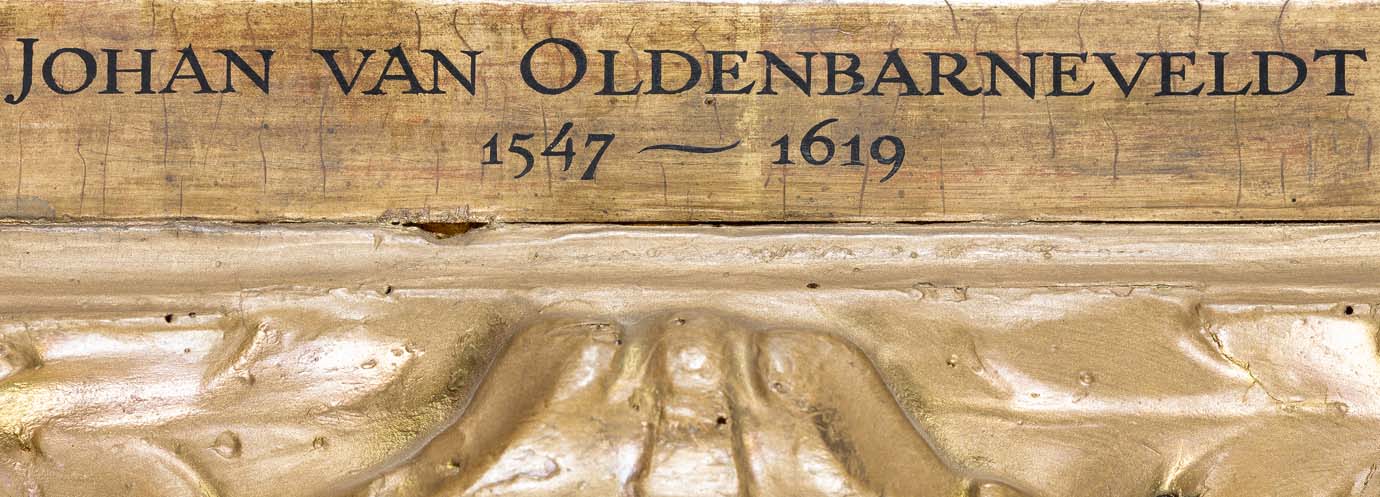 JOHAN VAN OLDENBARNEVELDT
1547 — 1619